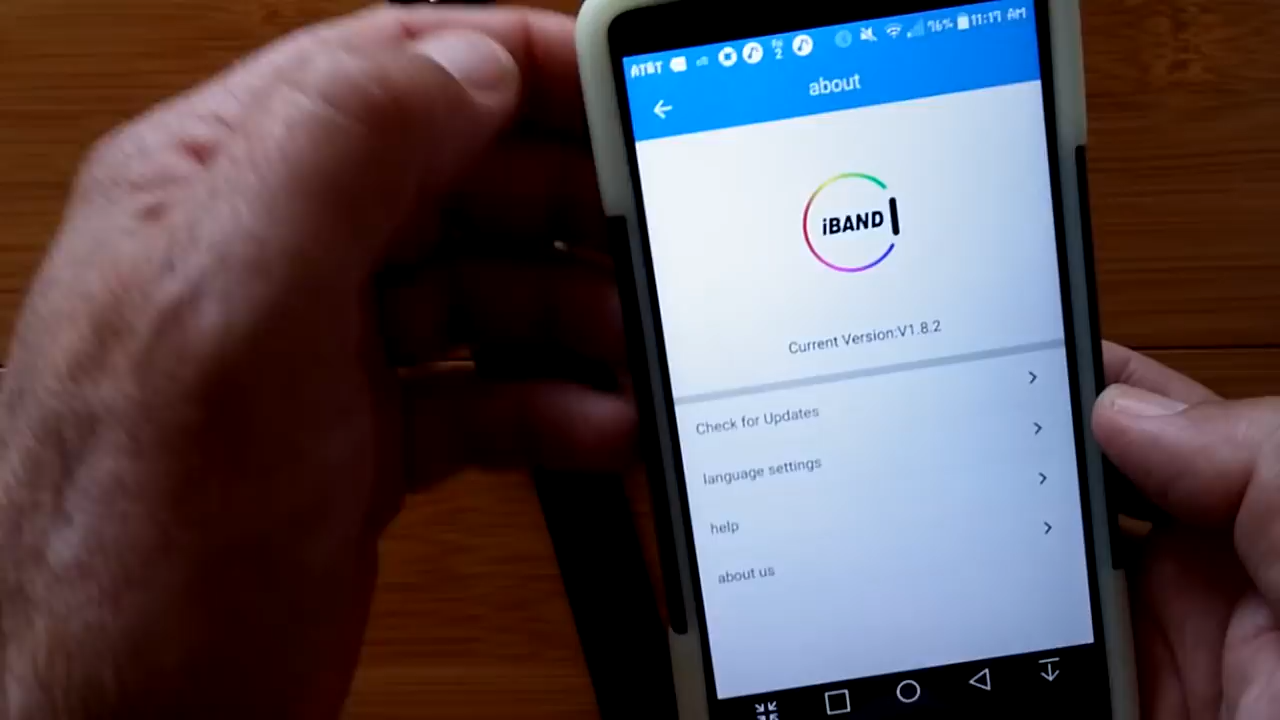 AT&T 76% 11:17 AM
about
iBAND
Current Version:V1.8.2
Check for Updates
language settings
help
about us